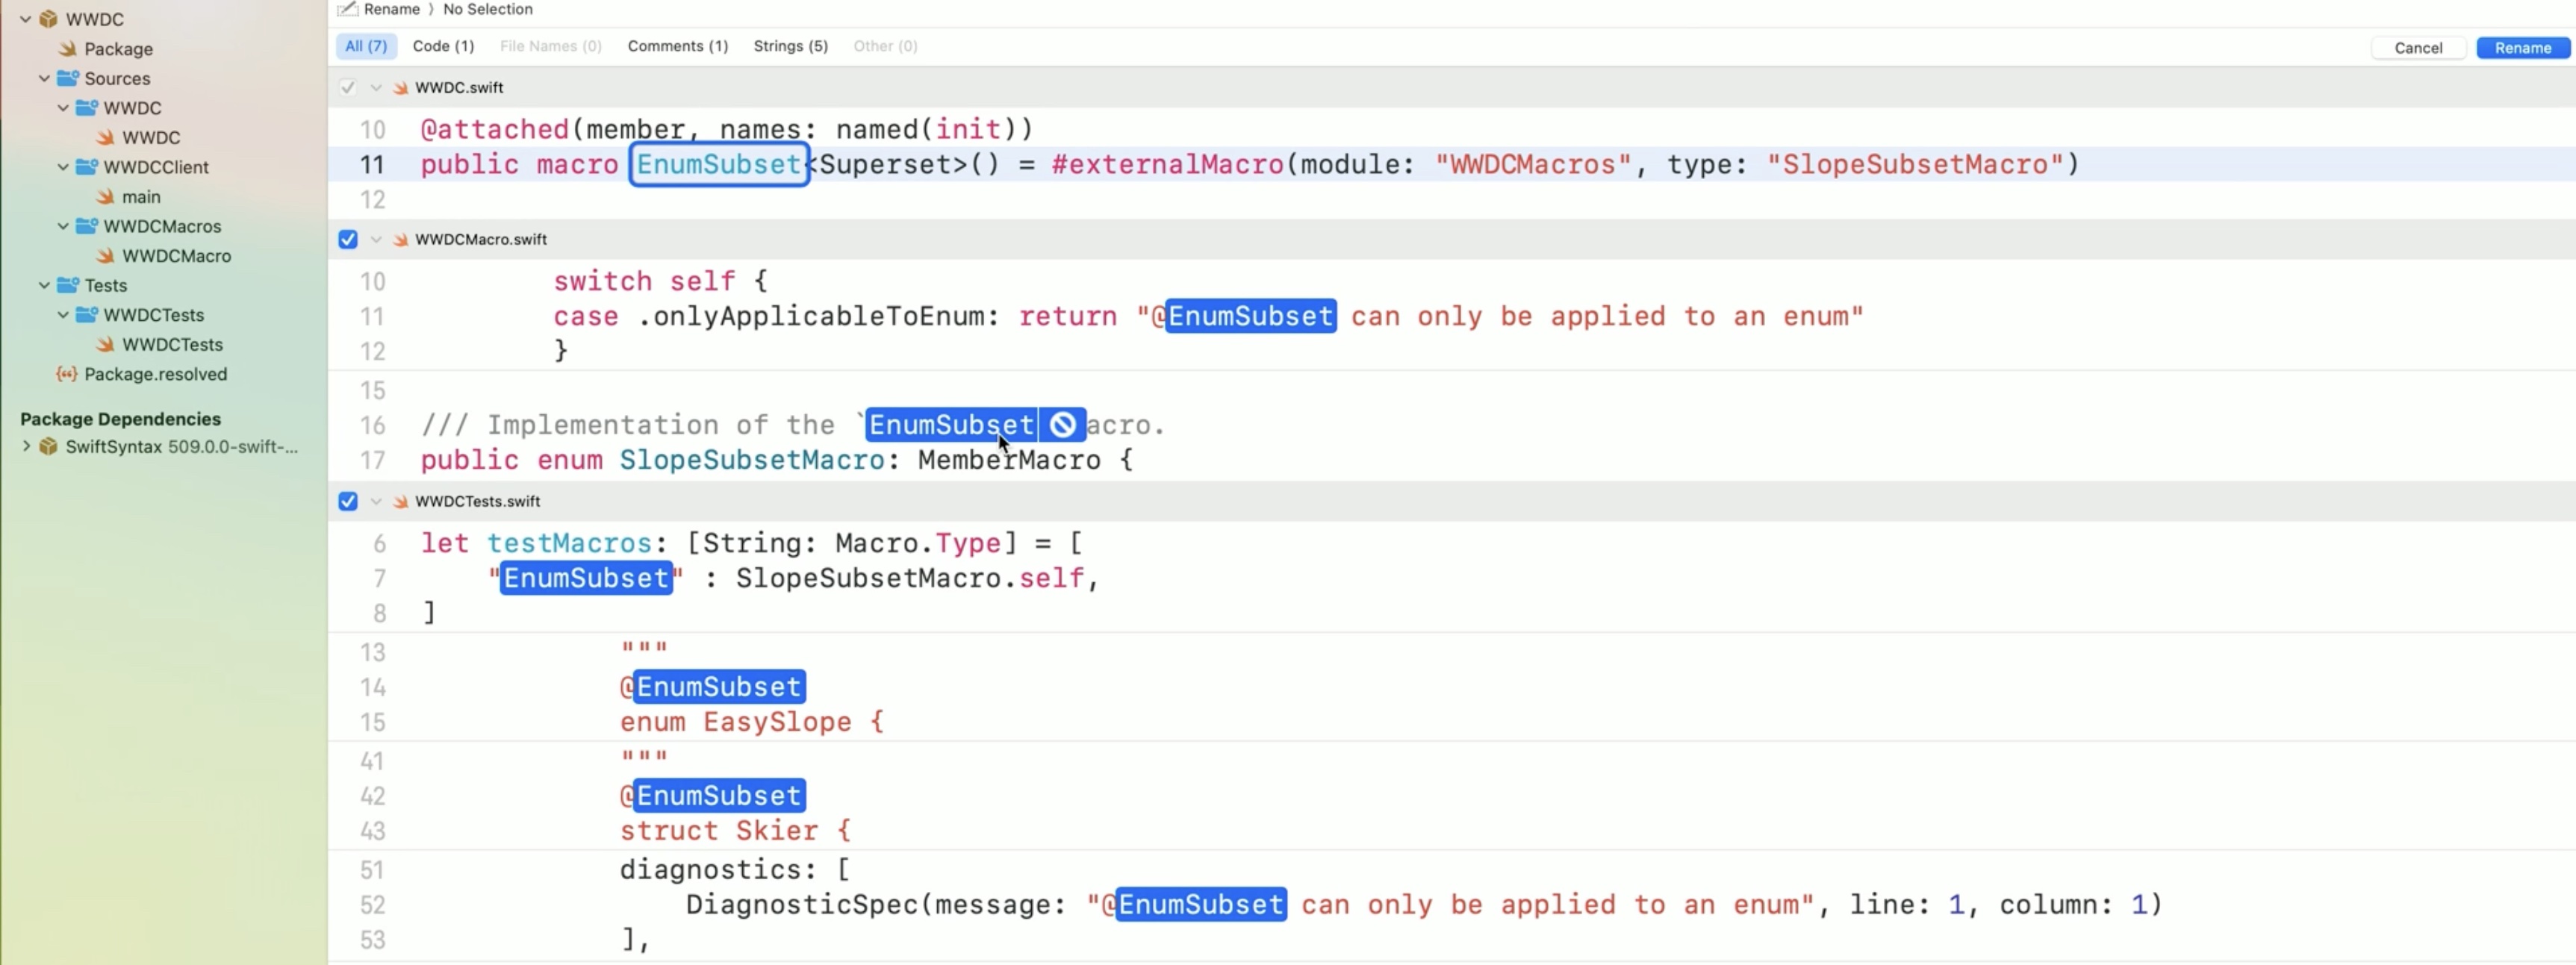 WWDC
Package
Sources
WWDC
WWDC
WWDCClient
main
WWDCMacros
WWDCMacro
Tests
WWDCTests
WWDCTests
Package.resolved
Package Dependencies
SwiftSyntax 509.0.0-swift-...
Rename 〉 No Selection
All (7) Code (1) File Names (0) Comments (1) Strings (5) Other (0) Cancel Rename
WWDC.swift
10 @attached(member, names: named(init))
11 public macro EnumSubset<Superset>() = #externalMacro(module: "WWDCMacros", type: "SlopeSubsetMacro")
12
WWDCMacro.swift
10 switch self {
11 case .onlyApplicableToEnum: return "@EnumSubset can only be applied to an enum"
12 }
15
16 /// Implementation of the `EnumSubset acro.
17 public enum SlopeSubsetMacro: MemberMacro {
WWDCTests.swift
6 let testMacros: [String: Macro.Type] = [
7 "EnumSubset" : SlopeSubsetMacro.self,
8 ]
13 """
14 @EnumSubset
15 enum EasySlope {
41 """
42 @EnumSubset
43 struct Skier {
51 diagnostics: [
52 DiagnosticSpec(message: "@EnumSubset can only be applied to an enum", line: 1, column: 1)
53 ],